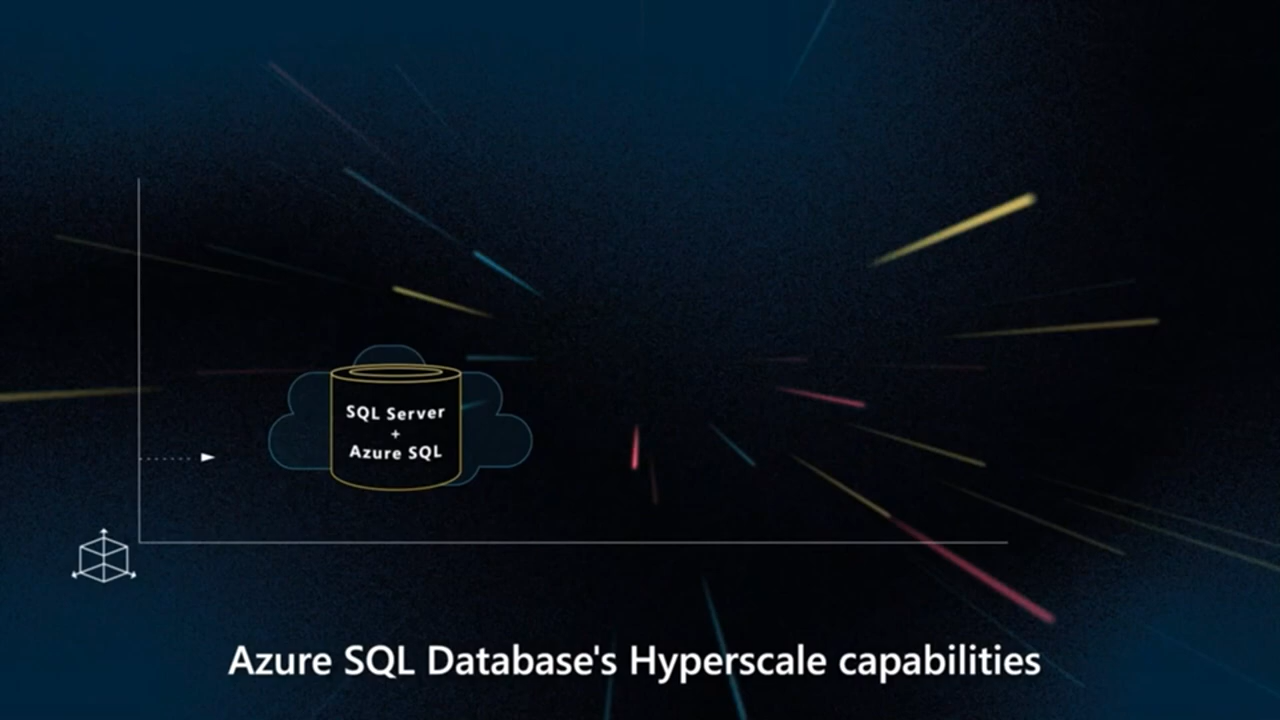 SQL Server
+
Azure SQL
Azure SQL Database's Hyperscale capabilities